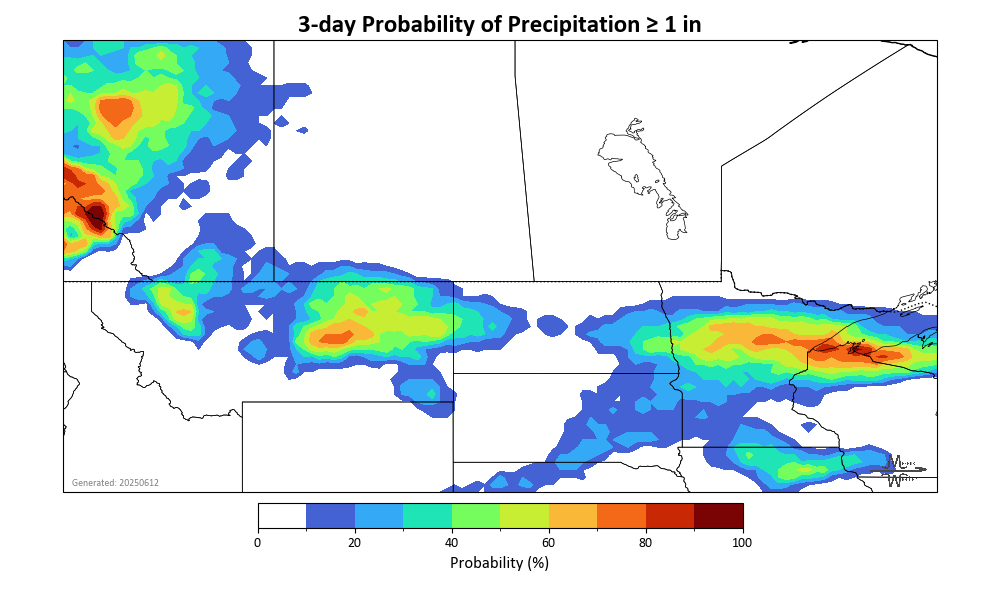 3-day Probability of Precipitation ≥ 1 in
Generated: 20250612
0 20 40 60 80 100
Probability (%)